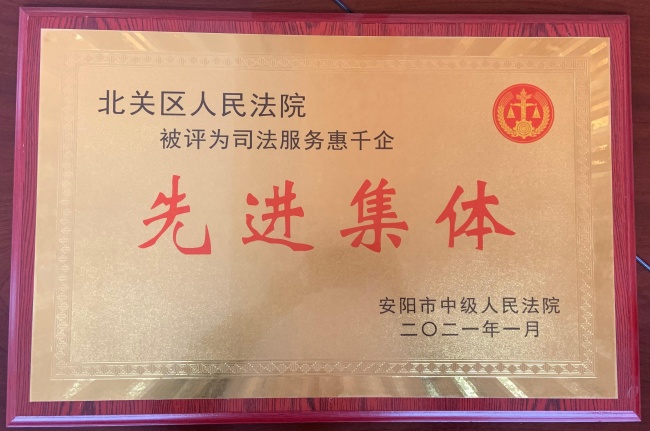 北关区人民法院
被评为司法服务惠千企
先进集体
安阳市中级人民法院
二〇二一年一月